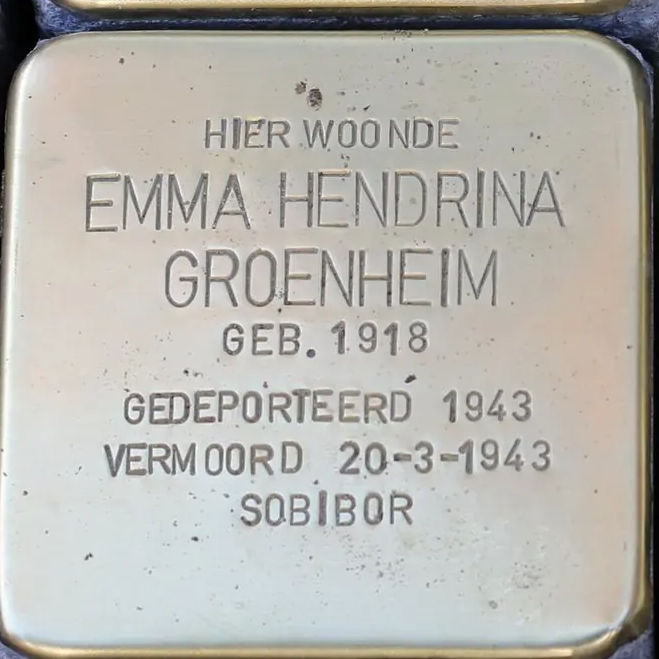 HIER WOONDE
EMMA HENDRINA
GROENHEIM
GEB. 1918
GEDEPORTEERD 1943
VERMOORD 20-3-1943
SOBIBOR